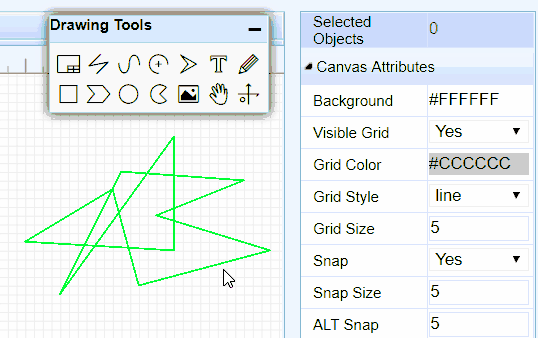 Drawing Tools
Selected Objects 0
Canvas Attributes
Background #FFFFFF
Visible Grid Yes
Grid Color #CCCCCC
Grid Style line
Grid Size 5
Snap Yes
Snap Size 5
ALT Snap 5